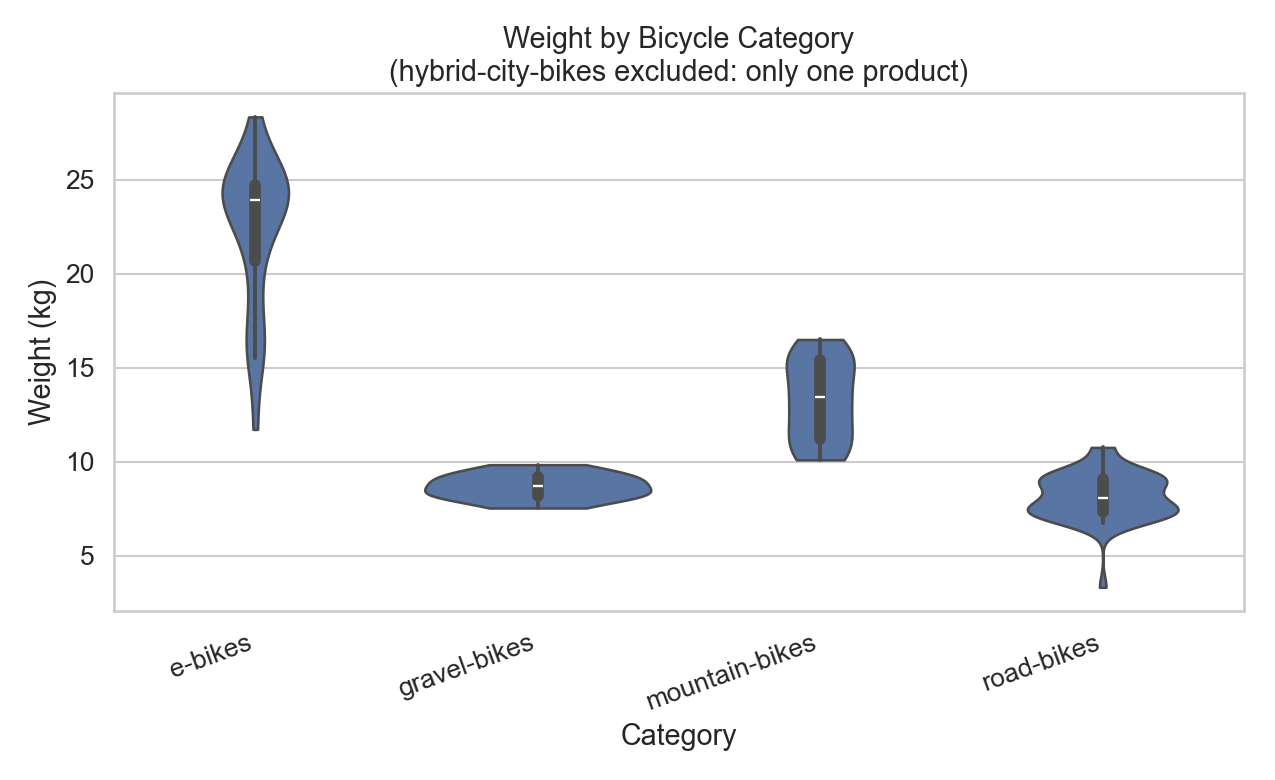 Weight by Bicycle Category
(hybrid-city-bikes excluded: only one product)
Weight (kg)
25
20
15
10
5
e-bikes
gravel-bikes
mountain-bikes
road-bikes
Category